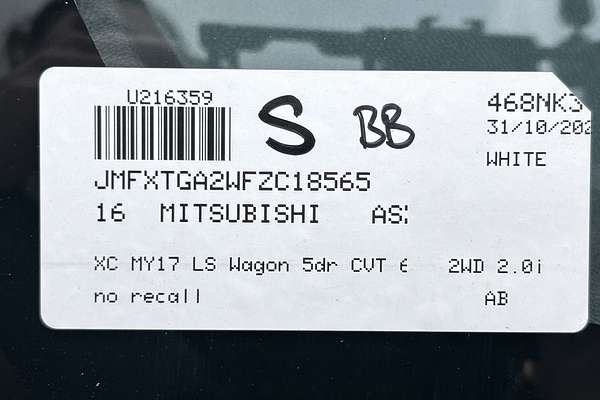 U216359
S BB
468NK3
31/10/202
WHITE
JMFXTGA2WFZC18565
16 MITSUBISHI AS
XC MY17 LS Wagon 5dr CVT 6 2WD 2.0i
no recall AB